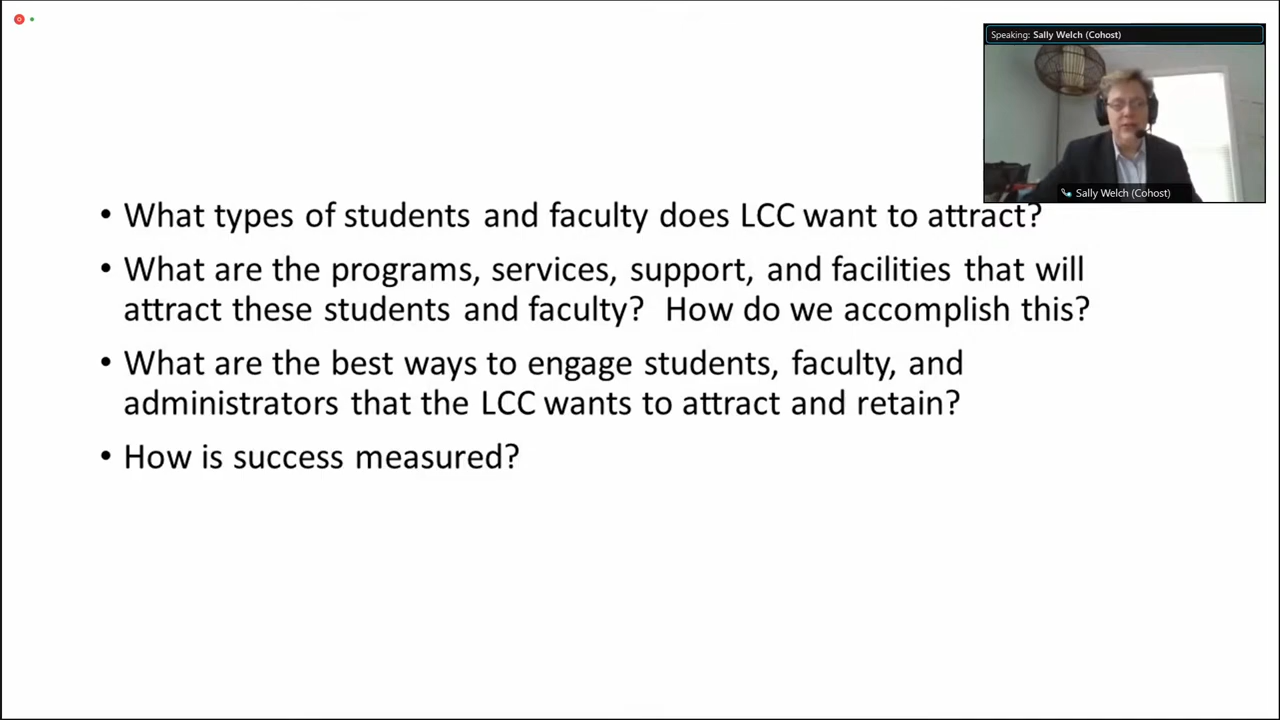 Speaking: Sally Welch (Cohost)
Sally Welch (Cohost)
• What types of students and faculty does LCC want to attract?
• What are the programs, services, support, and facilities that will
attract these students and faculty?  How do we accomplish this?
• What are the best ways to engage students, faculty, and
administrators that the LCC wants to attract and retain?
• How is success measured?